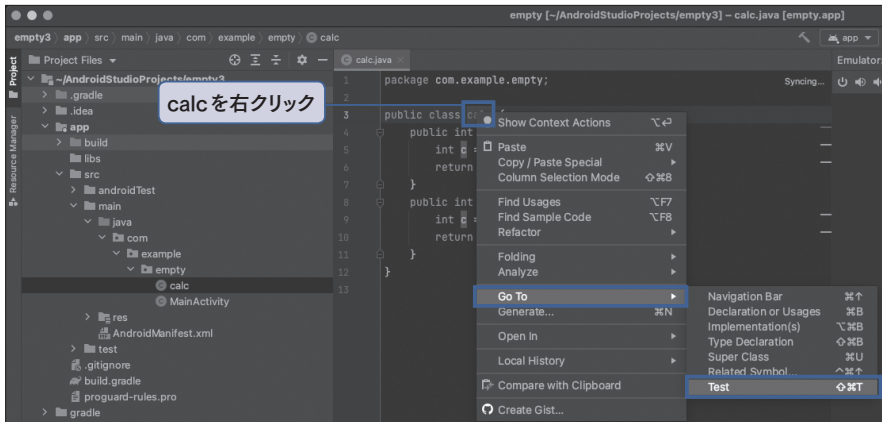 empty [~/AndroidStudioProjects/empty3] – calc.java [empty.app]
empty3 〉 app 〉 src 〉 main 〉 java 〉 com 〉 example 〉 empty 〉 calc
app
Project
Resource Manager
Project Files
calc.java
Emulator:
~/AndroidStudioProjects/empty3
.gradle
.idea
app
build
libs
src
androidTest
main
java
com
example
empty
calc
MainActivity
res
AndroidManifest.xml
test
.gitignore
build.gradle
proguard-rules.pro
gradle
calcを右クリック
1 package com.example.empty;
Syncing...
2
3 public class
4 public int
5 int c =
6 return
7 }
8 public int
9 int c =
10 return
11 }
12 }
13
Show Context Actions ⌥⏎
Paste ⌘V
Copy / Paste Special
Column Selection Mode ⇧⌘8
Find Usages ⌥F7
Find Sample Code ⌥F8
Refactor
Folding
Analyze
Go To
Generate... ⌘N
Open In
Local History
Compare with Clipboard
Create Gist...
Navigation Bar ⌘↑
Declaration or Usages ⌘B
Implementation(s) ⌥⌘B
Type Declaration ⇧⌘B
Super Class ⌘U
Related Symbol... ^⌘↑
Test ⇧⌘T